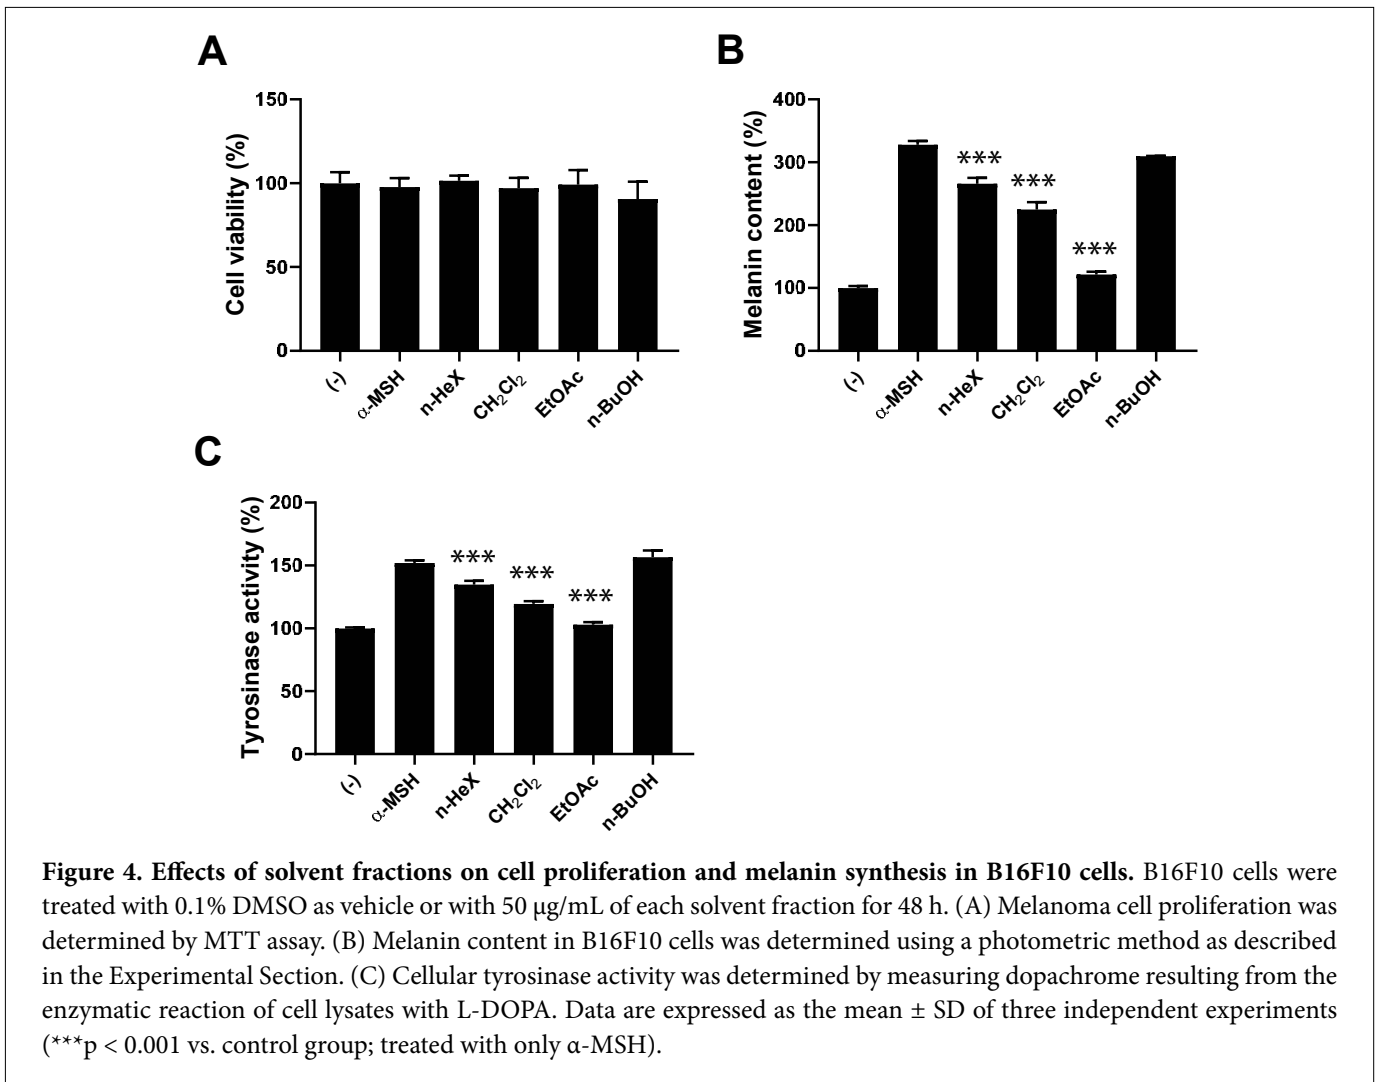 A
Cell viability (%)
150
100
50
0
(-)
α-MSH
n-HeX
CH₂Cl₂
EtOAc
n-BuOH
B
Melanin content (%)
400
300
200
100
0
***
***
***
(-)
α-MSH
n-HeX
CH₂Cl₂
EtOAc
n-BuOH
C
Tyrosinase activity (%)
200
150
100
50
0
***
***
***
(-)
α-MSH
n-HeX
CH₂Cl₂
EtOAc
n-BuOH
Figure 4. Effects of solvent fractions on cell proliferation and melanin synthesis in B16F10 cells. B16F10 cells were
treated with 0.1% DMSO as vehicle or with 50 μg/mL of each solvent fraction for 48 h. (A) Melanoma cell proliferation was
determined by MTT assay. (B) Melanin content in B16F10 cells was determined using a photometric method as described
in the Experimental Section. (C) Cellular tyrosinase activity was determined by measuring dopachrome resulting from the
enzymatic reaction of cell lysates with L-DOPA. Data are expressed as the mean ± SD of three independent experiments
(***p < 0.001 vs. control group; treated with only α-MSH).